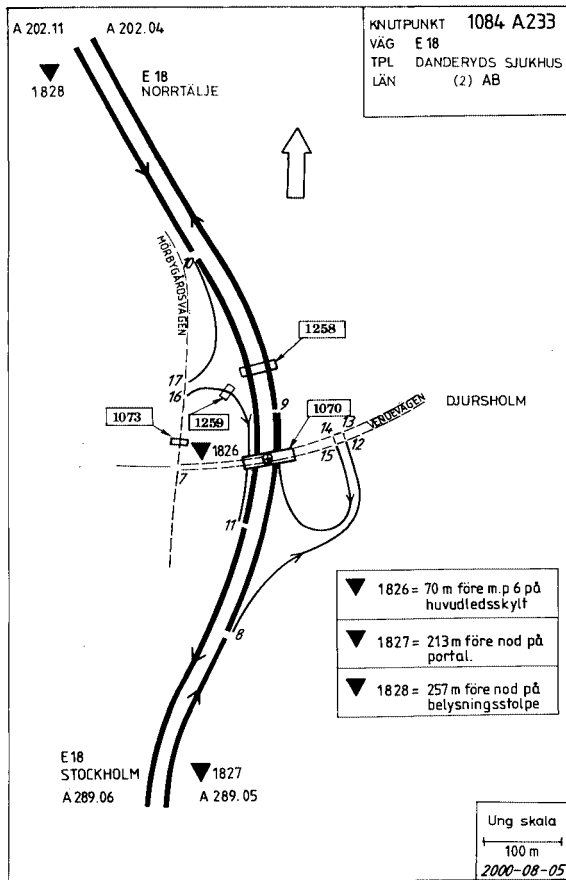 KNUTPUNKT 1084 A233
VÄG E 18
TPL DANDERYDS SJUKHUS
LÄN (2) AB
A 202.11 A 202.04
1828
E 18
NORRTÄLJE
MÖRBYGÅRDSVÄGEN
10
1258
17
16
1259
1073
1826
9
1070
14 13
15 12
VENDEVÄGEN
DJURSHOLM
7
11
8
1826 = 70 m före m.p 6 på
huvudledsskylt
1827 = 213 m före nod på
portal.
1828 = 257 m före nod på
belysningsstolpe
E 18
STOCKHOLM
A 289.06
1827
A 289.05
Ung skala
100 m
2000-08-05